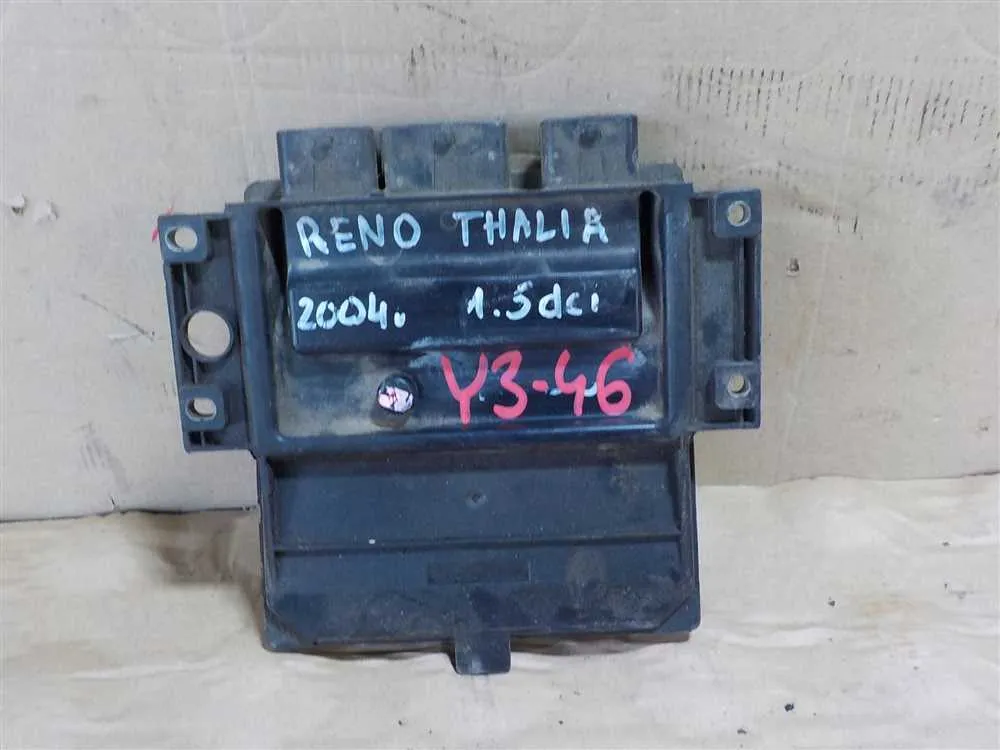 RENO THALIA
2004. 1.5dci
Y3-46